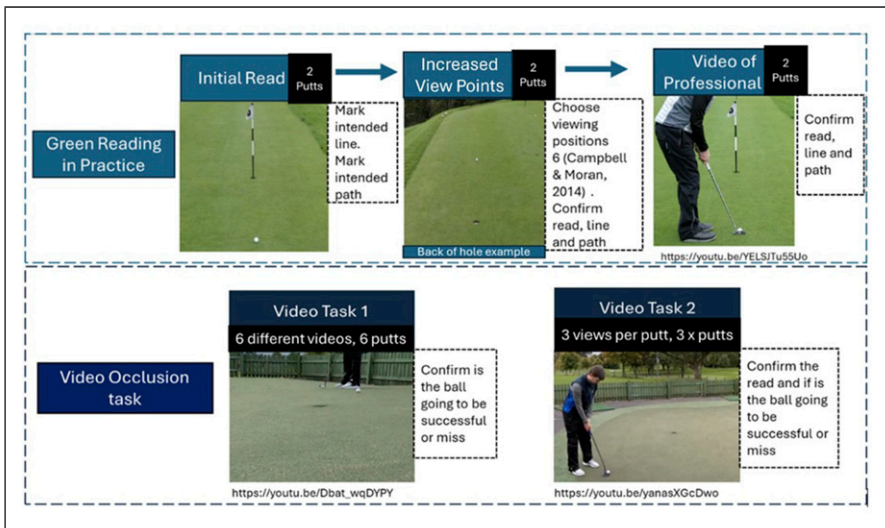 Green Reading
in Practice
Initial Read
2
Putts
Mark
intended
line.
Mark
intended
path
Increased
View Points
2
Putts
Choose
viewing
positions
6 (Campbell
& Moran,
2014) .
Confirm
read, line
and path
Back of hole example
Video of
Professional
2
Putts
Confirm
read,
line and
path
https://youtu.be/YELSJTu55Uo
Video Occlusion
task
Video Task 1
6 different videos, 6 putts
Confirm is
the ball
going to be
successful
or miss
https://youtu.be/Dbat_wqDYPY
Video Task 2
3 views per putt, 3 x putts
Confirm the
read and if is
the ball going
to be
successful or
miss
https://youtu.be/yanasXGcDwo